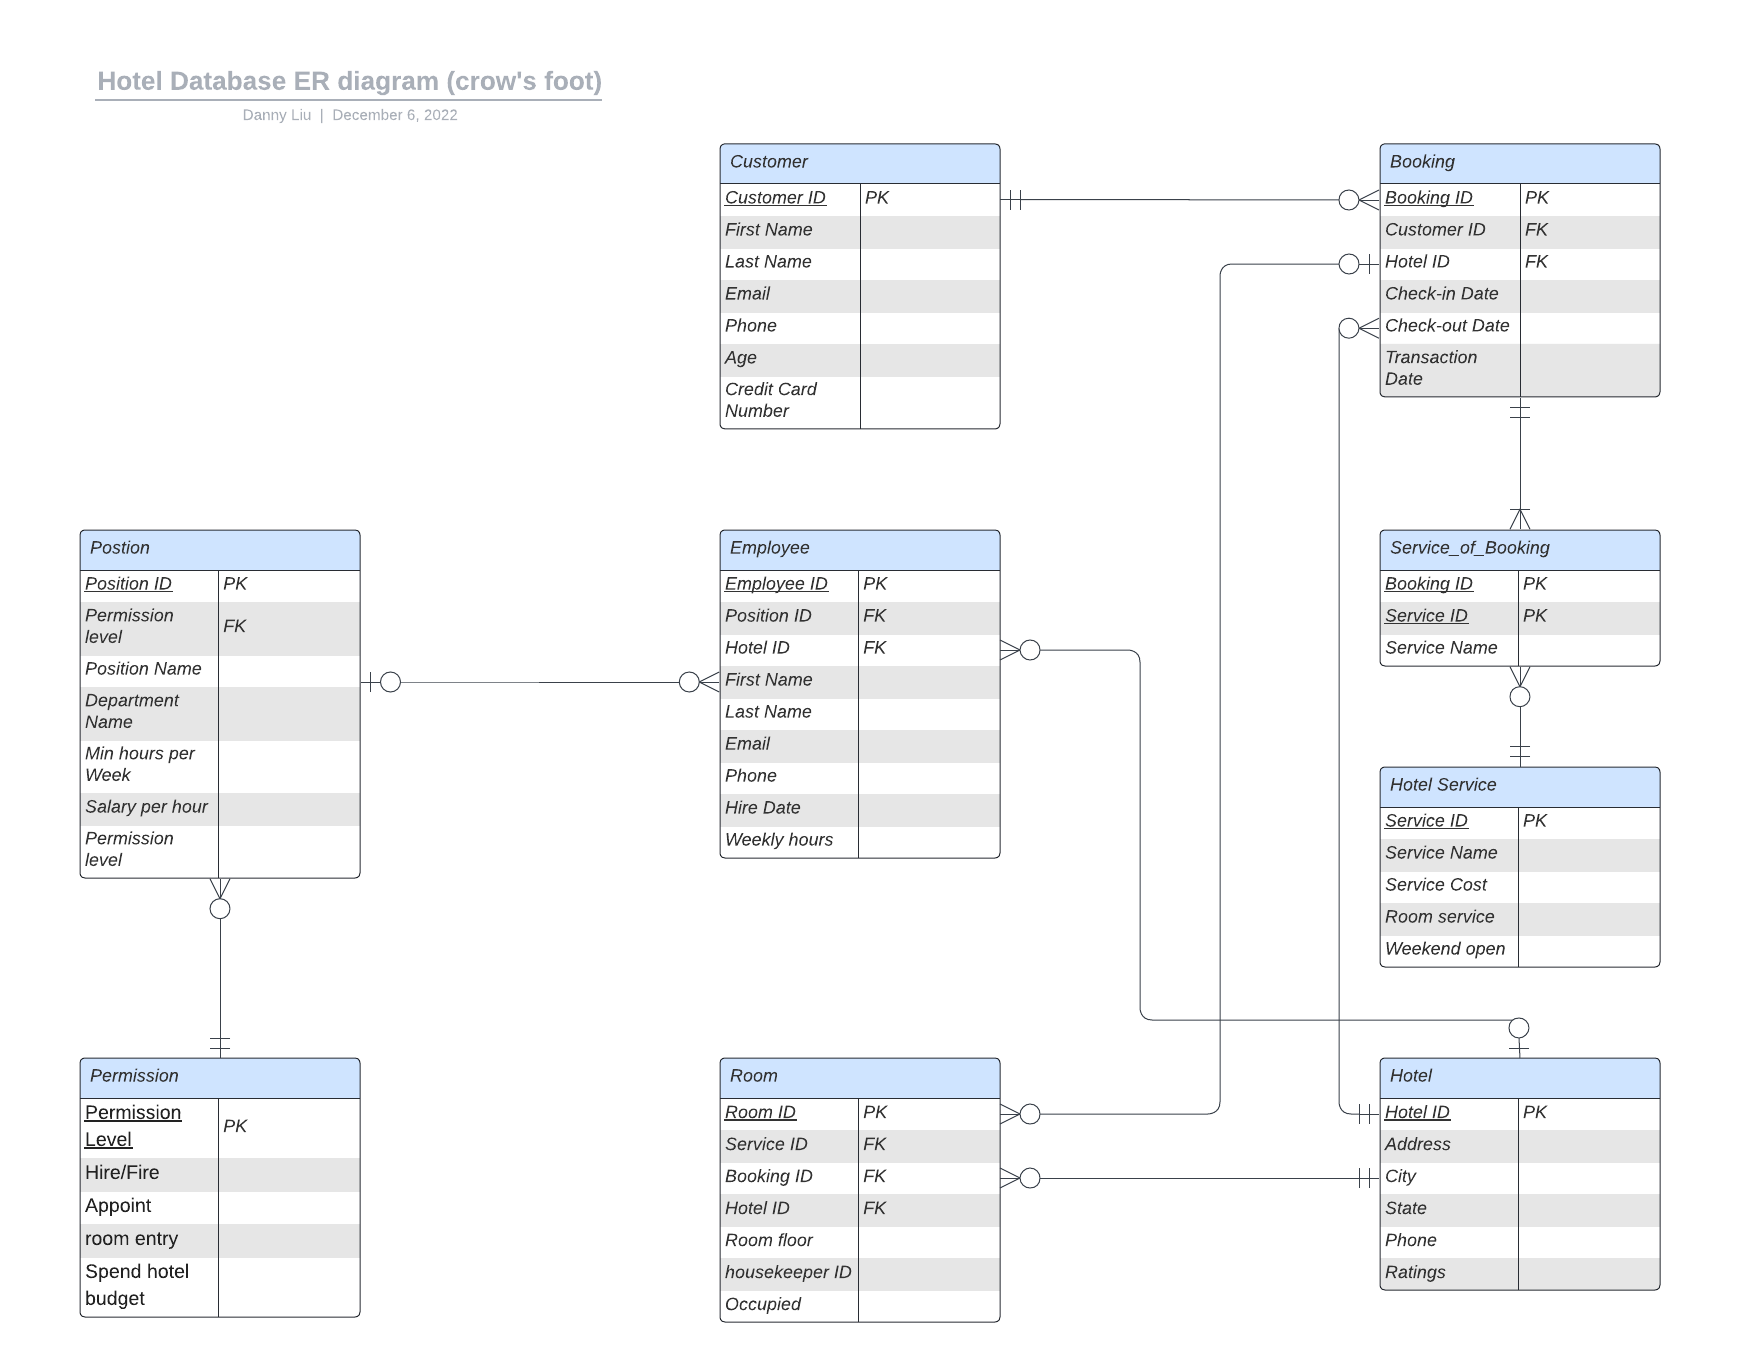 Hotel Database ER diagram (crow's foot)
Danny Liu | December 6, 2022
Customer
Customer ID PK
First Name
Last Name
Email
Phone
Age
Credit Card
Number
Booking
Booking ID PK
Customer ID FK
Hotel ID FK
Check-in Date
Check-out Date
Transaction
Date
Postion
Position ID PK
Permission
level FK
Position Name
Department
Name
Min hours per
Week
Salary per hour
Permission
level
Employee
Employee ID PK
Position ID FK
Hotel ID FK
First Name
Last Name
Email
Phone
Hire Date
Weekly hours
Service_of_Booking
Booking ID PK
Service ID PK
Service Name
Hotel Service
Service ID PK
Service Name
Service Cost
Room service
Weekend open
Permission
Permission
Level PK
Hire/Fire
Appoint
room entry
Spend hotel
budget
Room
Room ID PK
Service ID FK
Booking ID FK
Hotel ID FK
Room floor
housekeeper ID
Occupied
Hotel
Hotel ID PK
Address
City
State
Phone
Ratings